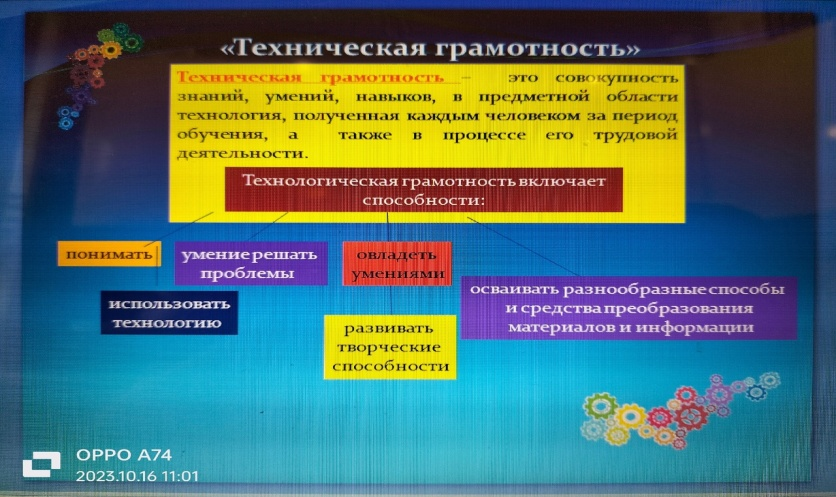 «Техническая грамотность»
Техническая грамотность – это совокупность
знаний, умений, навыков, в предметной области
технология, полученная каждым человеком за период
обучения, а также в процессе его трудовой
деятельности.
Технологическая грамотность включает
способности:
понимать
умение решать
проблемы
овладеть
умениями
использовать
технологию
осваивать разнообразные способы
и средства преобразования
материалов и информации
развивать
творческие
способности
OPPO A74
2023.10.16 11:01